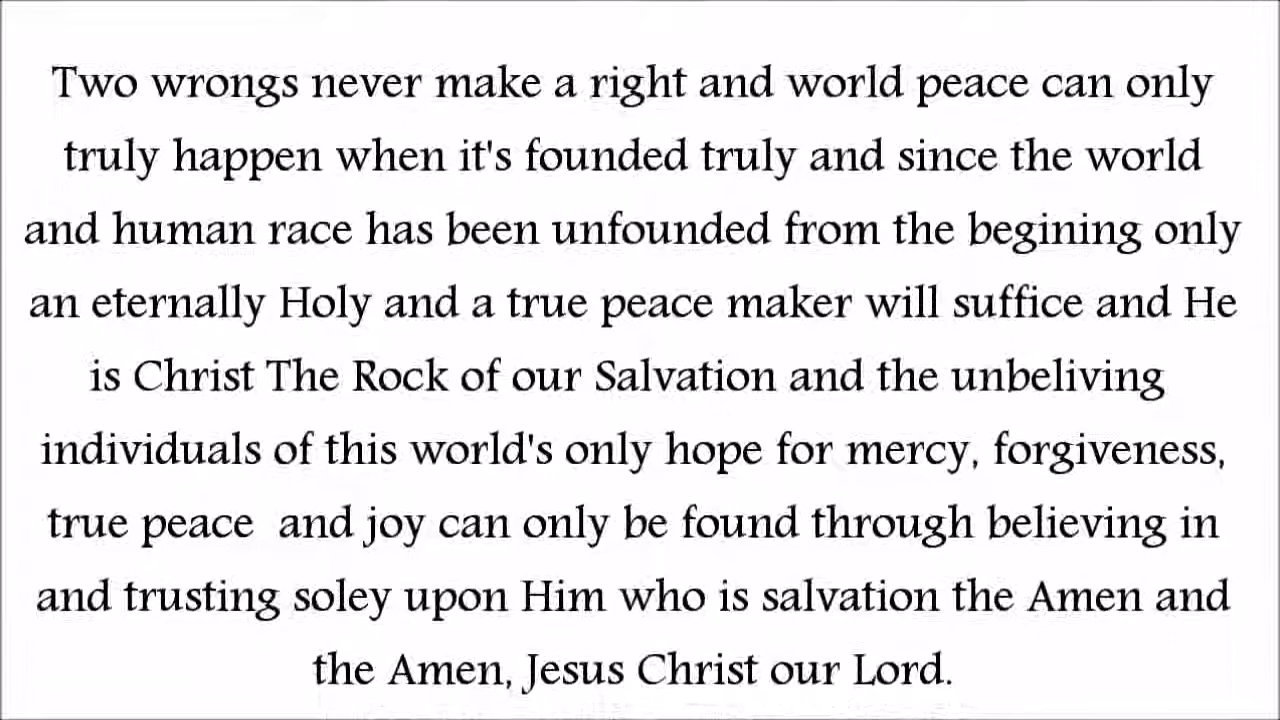 Two wrongs never make a right and world peace can only
truly happen when it's founded truly and since the world
and human race has been unfounded from the begining only
an eternally Holy and a true peace maker will suffice and He
is Christ The Rock of our Salvation and the unbeliving
individuals of this world's only hope for mercy, forgiveness,
true peace  and joy can only be found through believing in
and trusting soley upon Him who is salvation the Amen and
the Amen, Jesus Christ our Lord.